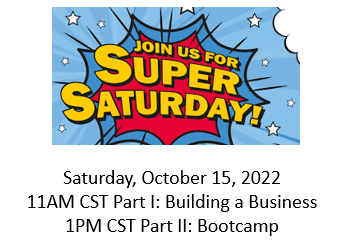 JOIN US FOR
SUPER
SATURDAY!
Saturday, October 15, 2022
11AM CST Part I: Building a Business
1PM CST Part II: Bootcamp